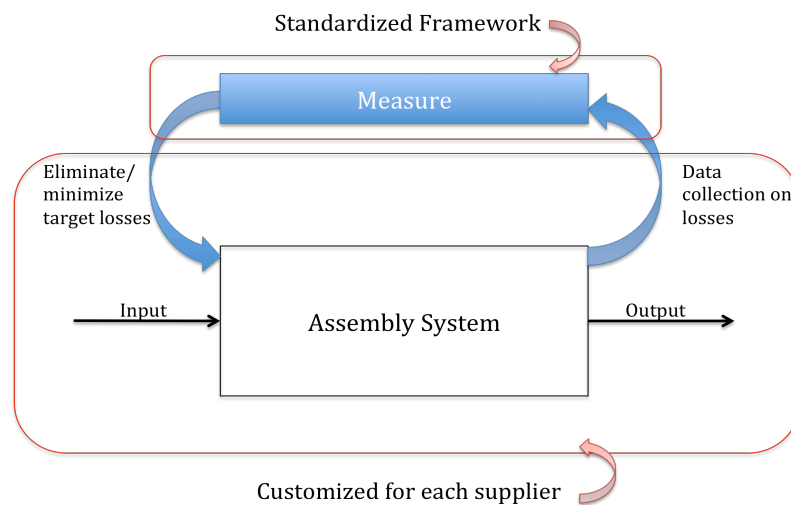 Standardized Framework
Measure
Eliminate/
minimize
target losses
Data
collection on
losses
Input
Assembly System
Output
Customized for each supplier